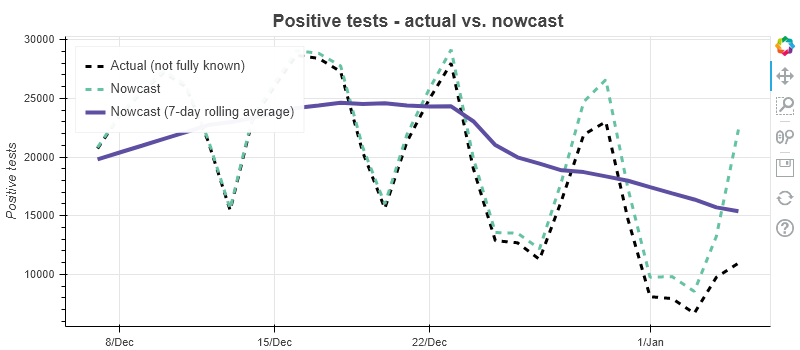 Positive tests - actual vs. nowcast
30000
25000
20000
15000
10000
Positive tests
Actual (not fully known)
Nowcast
Nowcast (7-day rolling average)
8/Dec
15/Dec
22/Dec
1/Jan